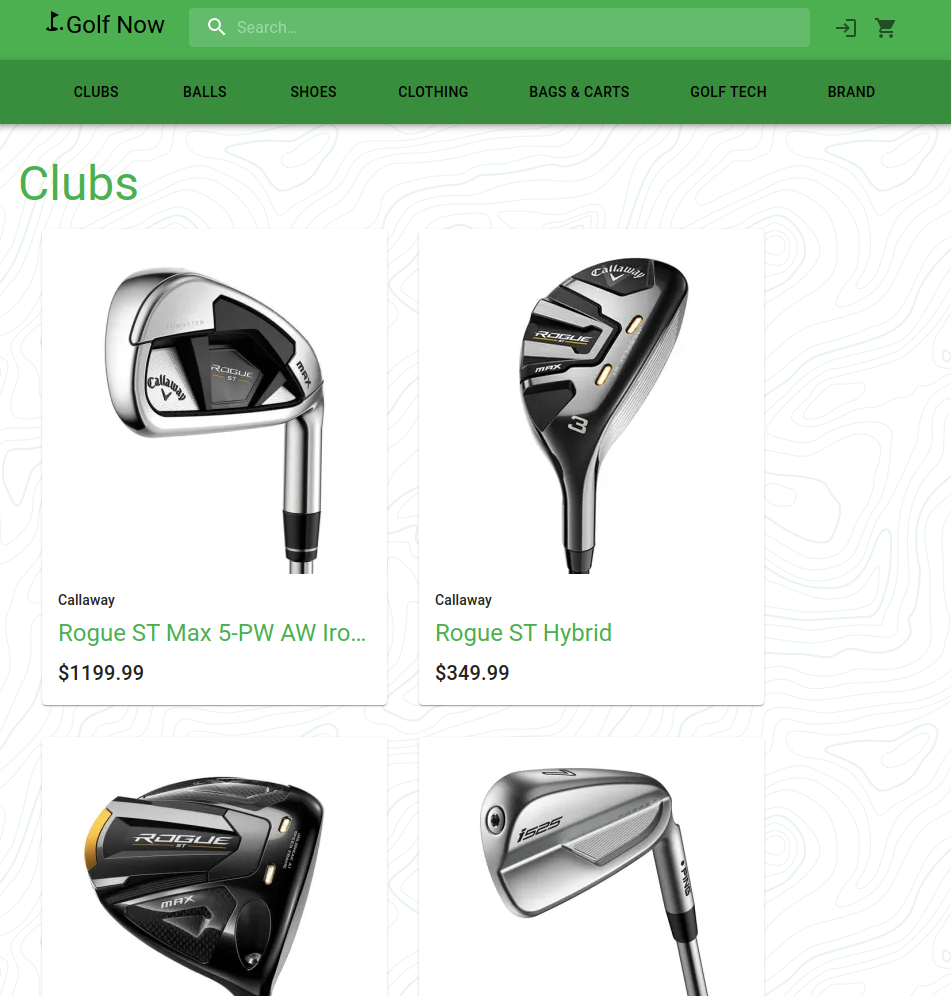 Golf Now
Search…
CLUBS BALLS SHOES CLOTHING BAGS & CARTS GOLF TECH BRAND
Clubs
TUNGSTEN
ROGUE
ST
MAX
Callaway
Callaway
ROGUE
ST
MAX
3
Callaway
Rogue ST Max 5-PW AW Iro...
$1199.99
Callaway
Rogue ST Hybrid
$349.99
ROGUE
ST
MAX
7
i525
PING